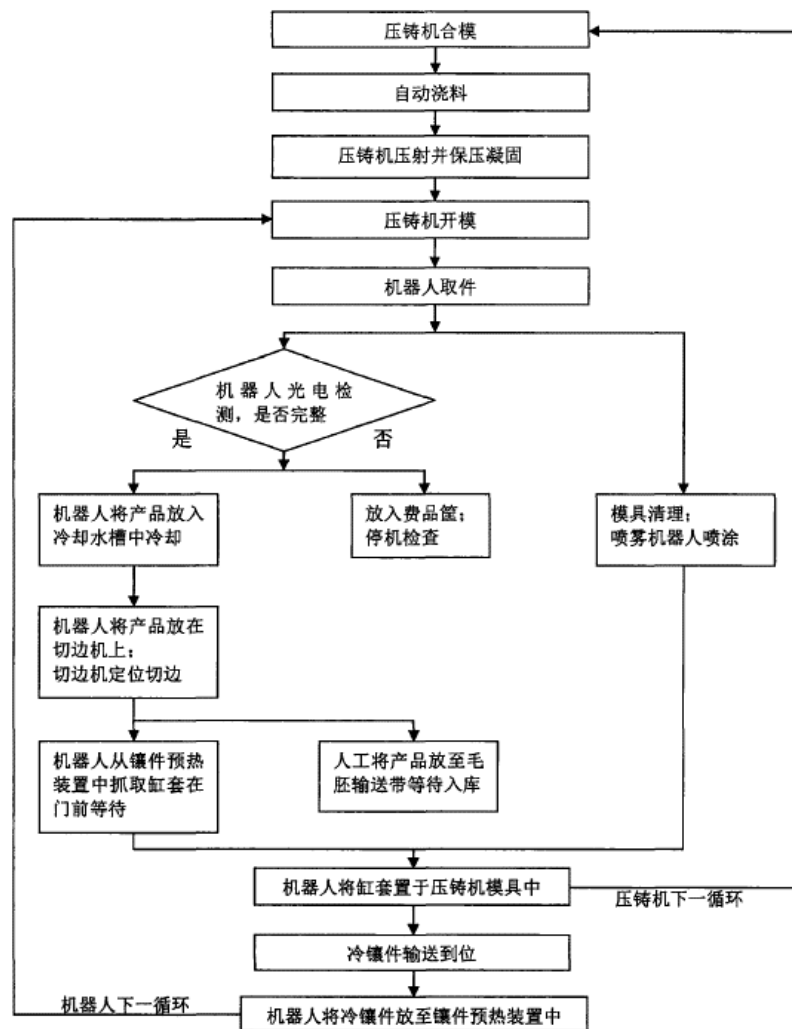 压铸机合模
自动浇料
压铸机压射并保压凝固
压铸机开模
机器人取件
机器人光电检
测，是否完整
是
否
机器人将产品放入
冷却水槽中冷却
放入费品筐；
停机检查
模具清理；
喷雾机器人喷涂
机器人将产品放在
切边机上；
切边机定位切边
机器人从镶件预热
装置中抓取缸套在
门前等待
人工将产品放至毛
胚输送带等待入库
机器人将缸套置于压铸机模具中
压铸机下一循环
冷镶件输送到位
机器人下一循环
机器人将冷镶件放至镶件预热装置中